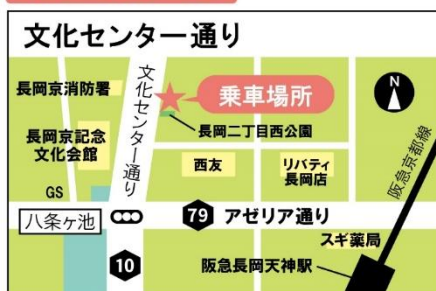 文化センター通り
文化センター通り
長岡京消防署
乗車場所
N
長岡二丁目西公園
長岡京記念
文化会館
西友
リバティ
長岡店
阪急京都線
GS
八条ヶ池
79 アゼリア通り
スギ薬局
10
阪急長岡天神駅